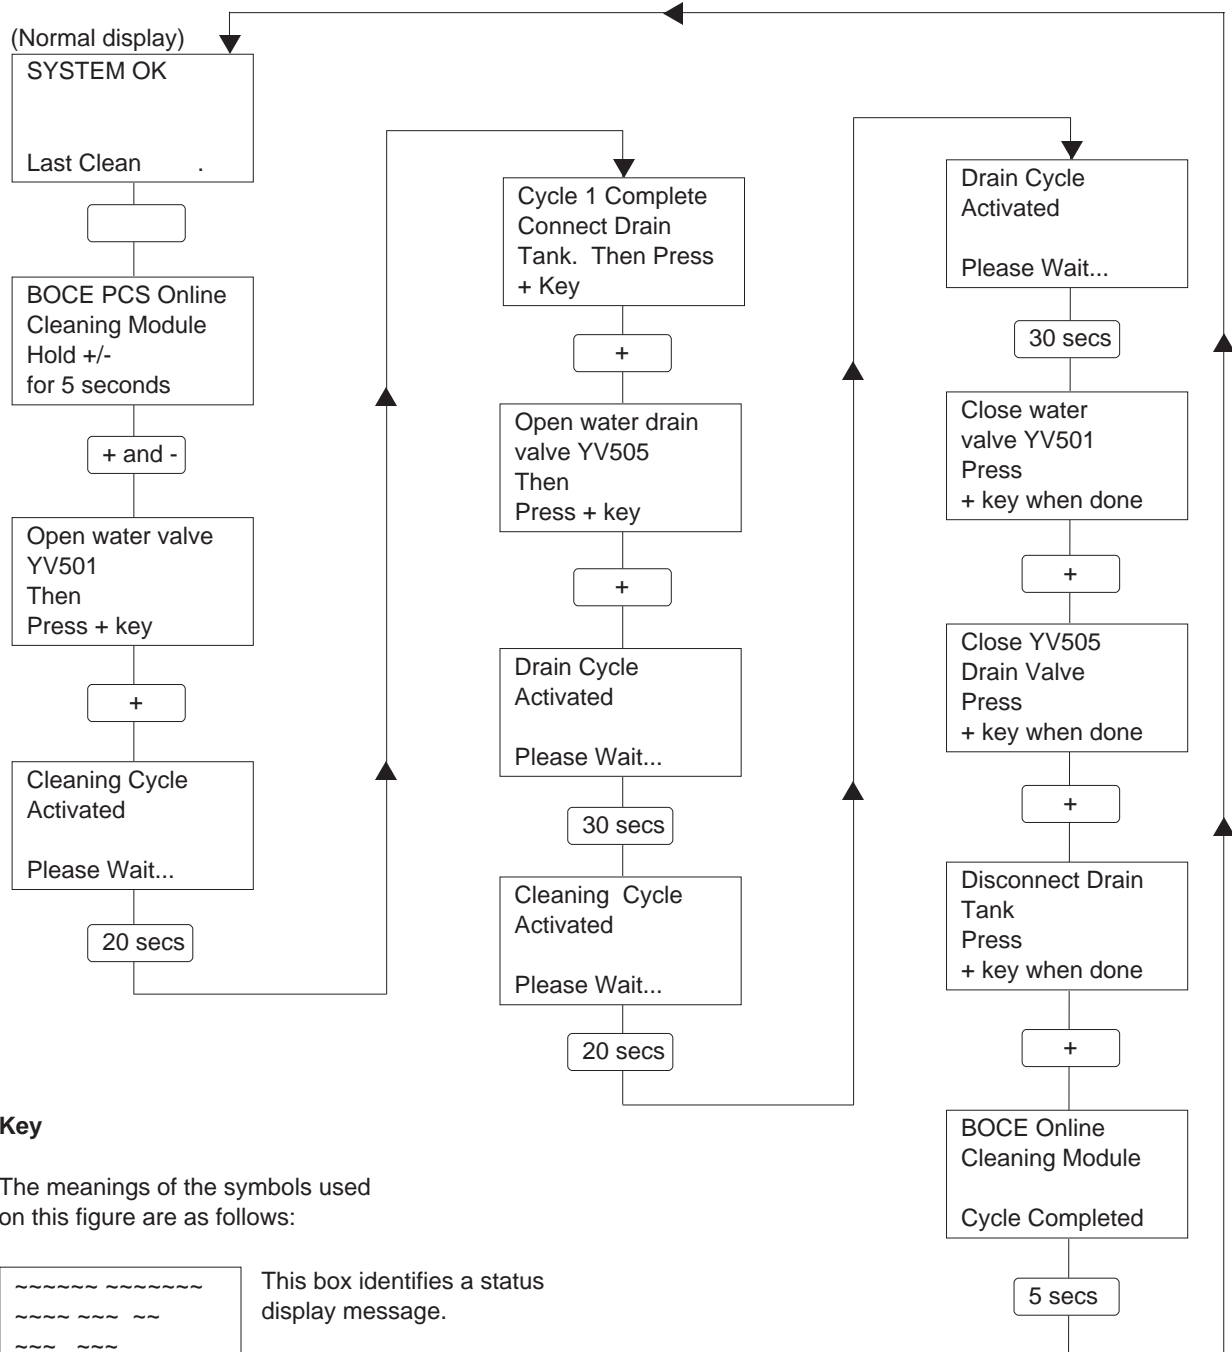 (Normal display)
SYSTEM OK
Last Clean .
BOCE PCS Online
Cleaning Module
Hold +/-
for 5 seconds
+ and -
Open water valve
YV501
Then
Press + key
+
Cleaning Cycle
Activated
Please Wait...
20 secs
Cycle 1 Complete
Connect Drain
Tank. Then Press
+ Key
+
Open water drain
valve YV505
Then
Press + key
+
Drain Cycle
Activated
Please Wait...
30 secs
Cleaning Cycle
Activated
Please Wait...
20 secs
Drain Cycle
Activated
Please Wait...
30 secs
Close water
valve YV501
Press
+ key when done
+
Close YV505
Drain Valve
Press
+ key when done
+
Disconnect Drain
Tank
Press
+ key when done
+
BOCE Online
Cleaning Module
Cycle Completed
5 secs
Key
The meanings of the symbols used
on this figure are as follows:
~~~~~~ ~~~~~~~
~~~~ ~~~ ~~
~~~ ~~~
This box identifies a status
display message.